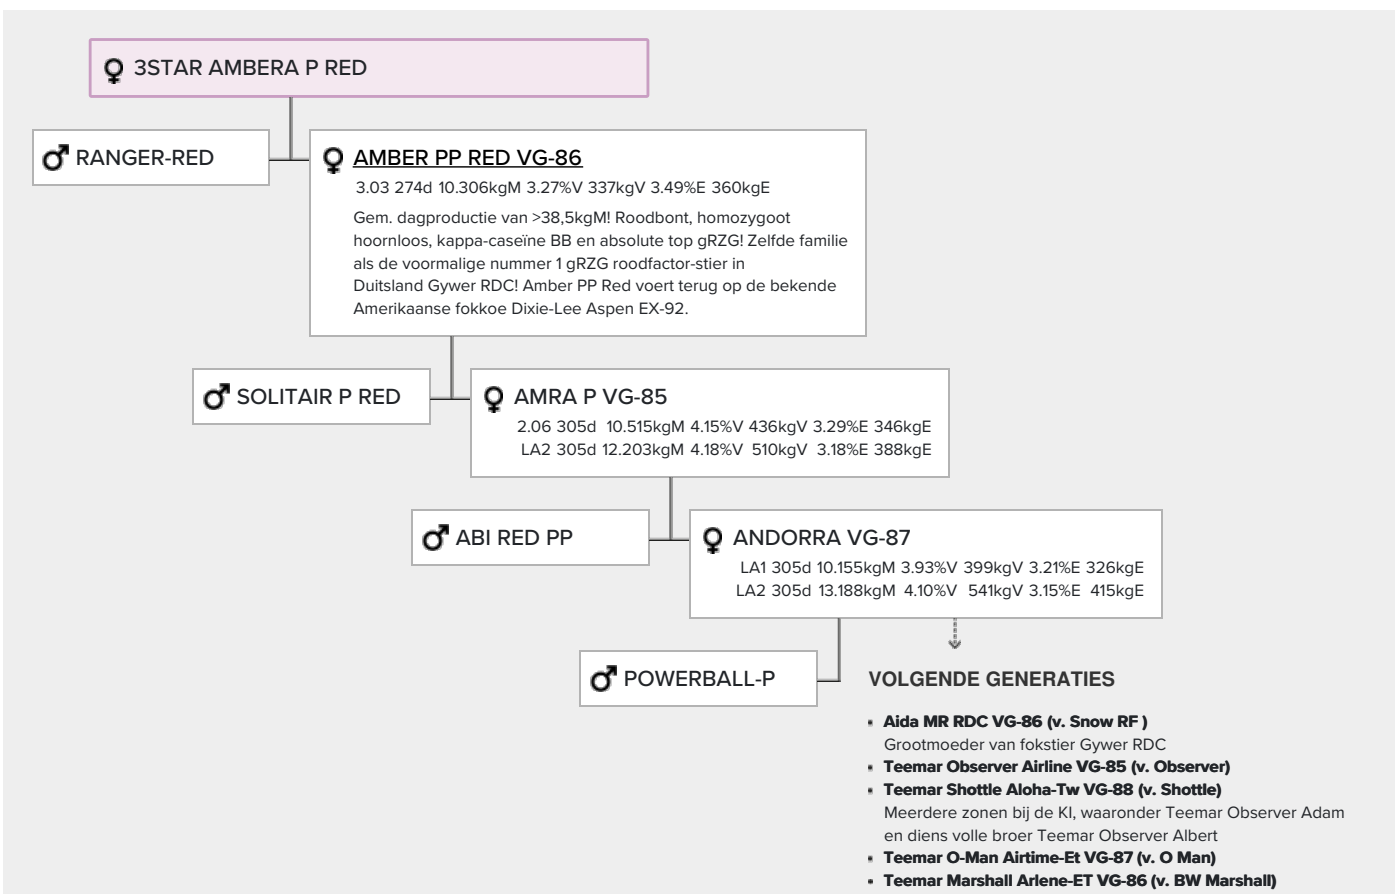 3STAR AMBERA P RED
RANGER-RED
AMBER PP RED VG-86
3.03 274d 10.306kgM 3.27%V 337kgV 3.49%E 360kgE
Gem. dagproductie van >38,5kgM! Roodbont, homozygoot
hoornloos, kappa-caseïne BB en absolute top gRZG! Zelfde familie
als de voormalige nummer 1 gRZG roodfactor-stier in
Duitsland Gywer RDC! Amber PP Red voert terug op de bekende
Amerikaanse fokkoe Dixie-Lee Aspen EX-92.
SOLITAIR P RED
AMRA P VG-85
2.06 305d 10.515kgM 4.15%V 436kgV 3.29%E 346kgE
LA2 305d 12.203kgM 4.18%V 510kgV 3.18%E 388kgE
ABI RED PP
ANDORRA VG-87
LA1 305d 10.155kgM 3.93%V 399kgV 3.21%E 326kgE
LA2 305d 13.188kgM 4.10%V 541kgV 3.15%E 415kgE
POWERBALL-P
VOLGENDE GENERATIES
Aida MR RDC VG-86 (v. Snow RF )
Grootmoeder van fokstier Gywer RDC
Teemar Observer Airline VG-85 (v. Observer)
Teemar Shottle Aloha-Tw VG-88 (v. Shottle)
Meerdere zonen bij de KI, waaronder Teemar Observer Adam
en diens volle broer Teemar Observer Albert
Teemar O-Man Airtime-Et VG-87 (v. O Man)
Teemar Marshall Arlene-ET VG-86 (v. BW Marshall)